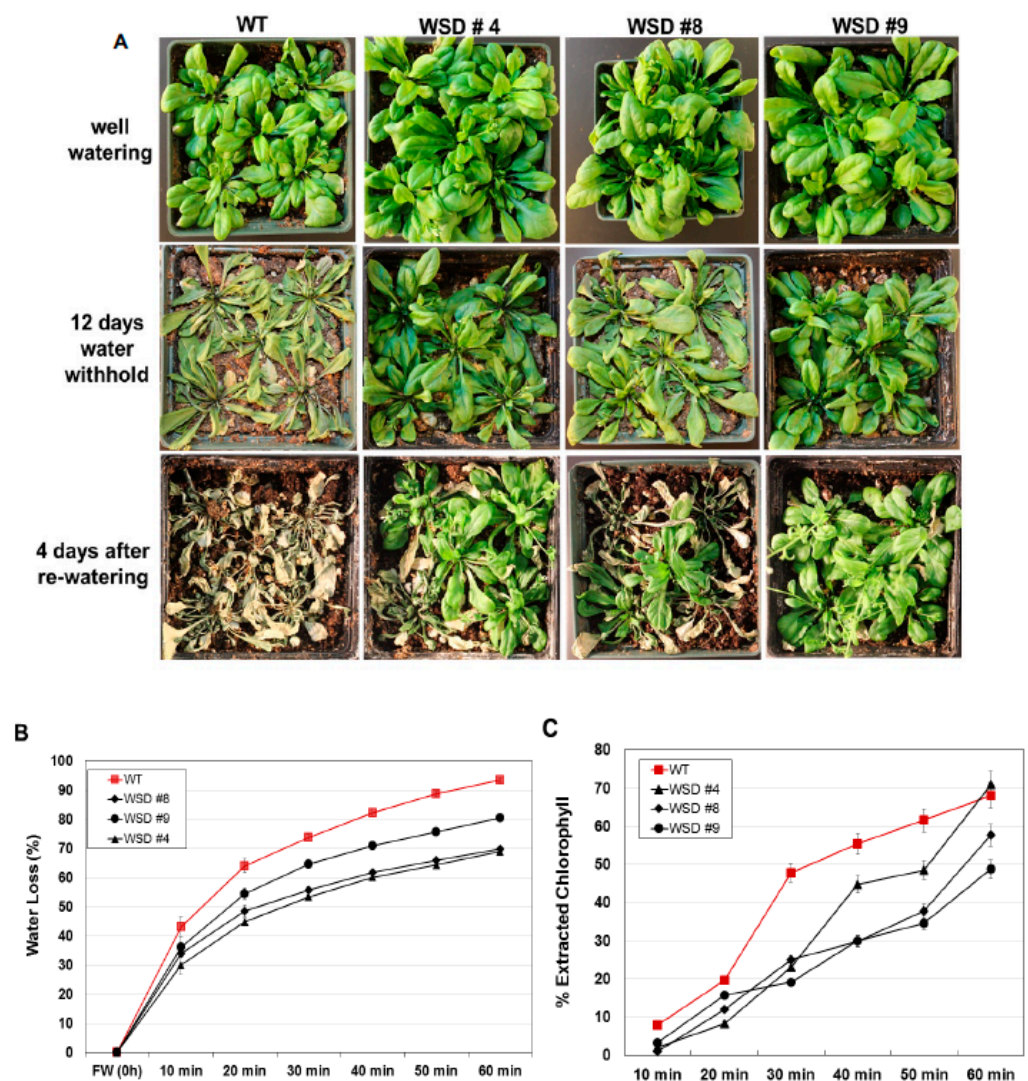 A
WT
WSD # 4
WSD #8
WSD #9
well
watering
12 days
water
withhold
4 days after
re-watering
B
Water Loss (%)
100
90
80
70
60
50
40
30
20
10
0
WT
WSD #8
WSD #9
WSD #4
FW (0h)
10 min
20 min
30 min
40 min
50 min
60 min
C
% Extracted Chlorophyll
80
70
60
50
40
30
20
10
0
WT
WSD #4
WSD #8
WSD #9
10 min
20 min
30 min
40 min
50 min
60 min